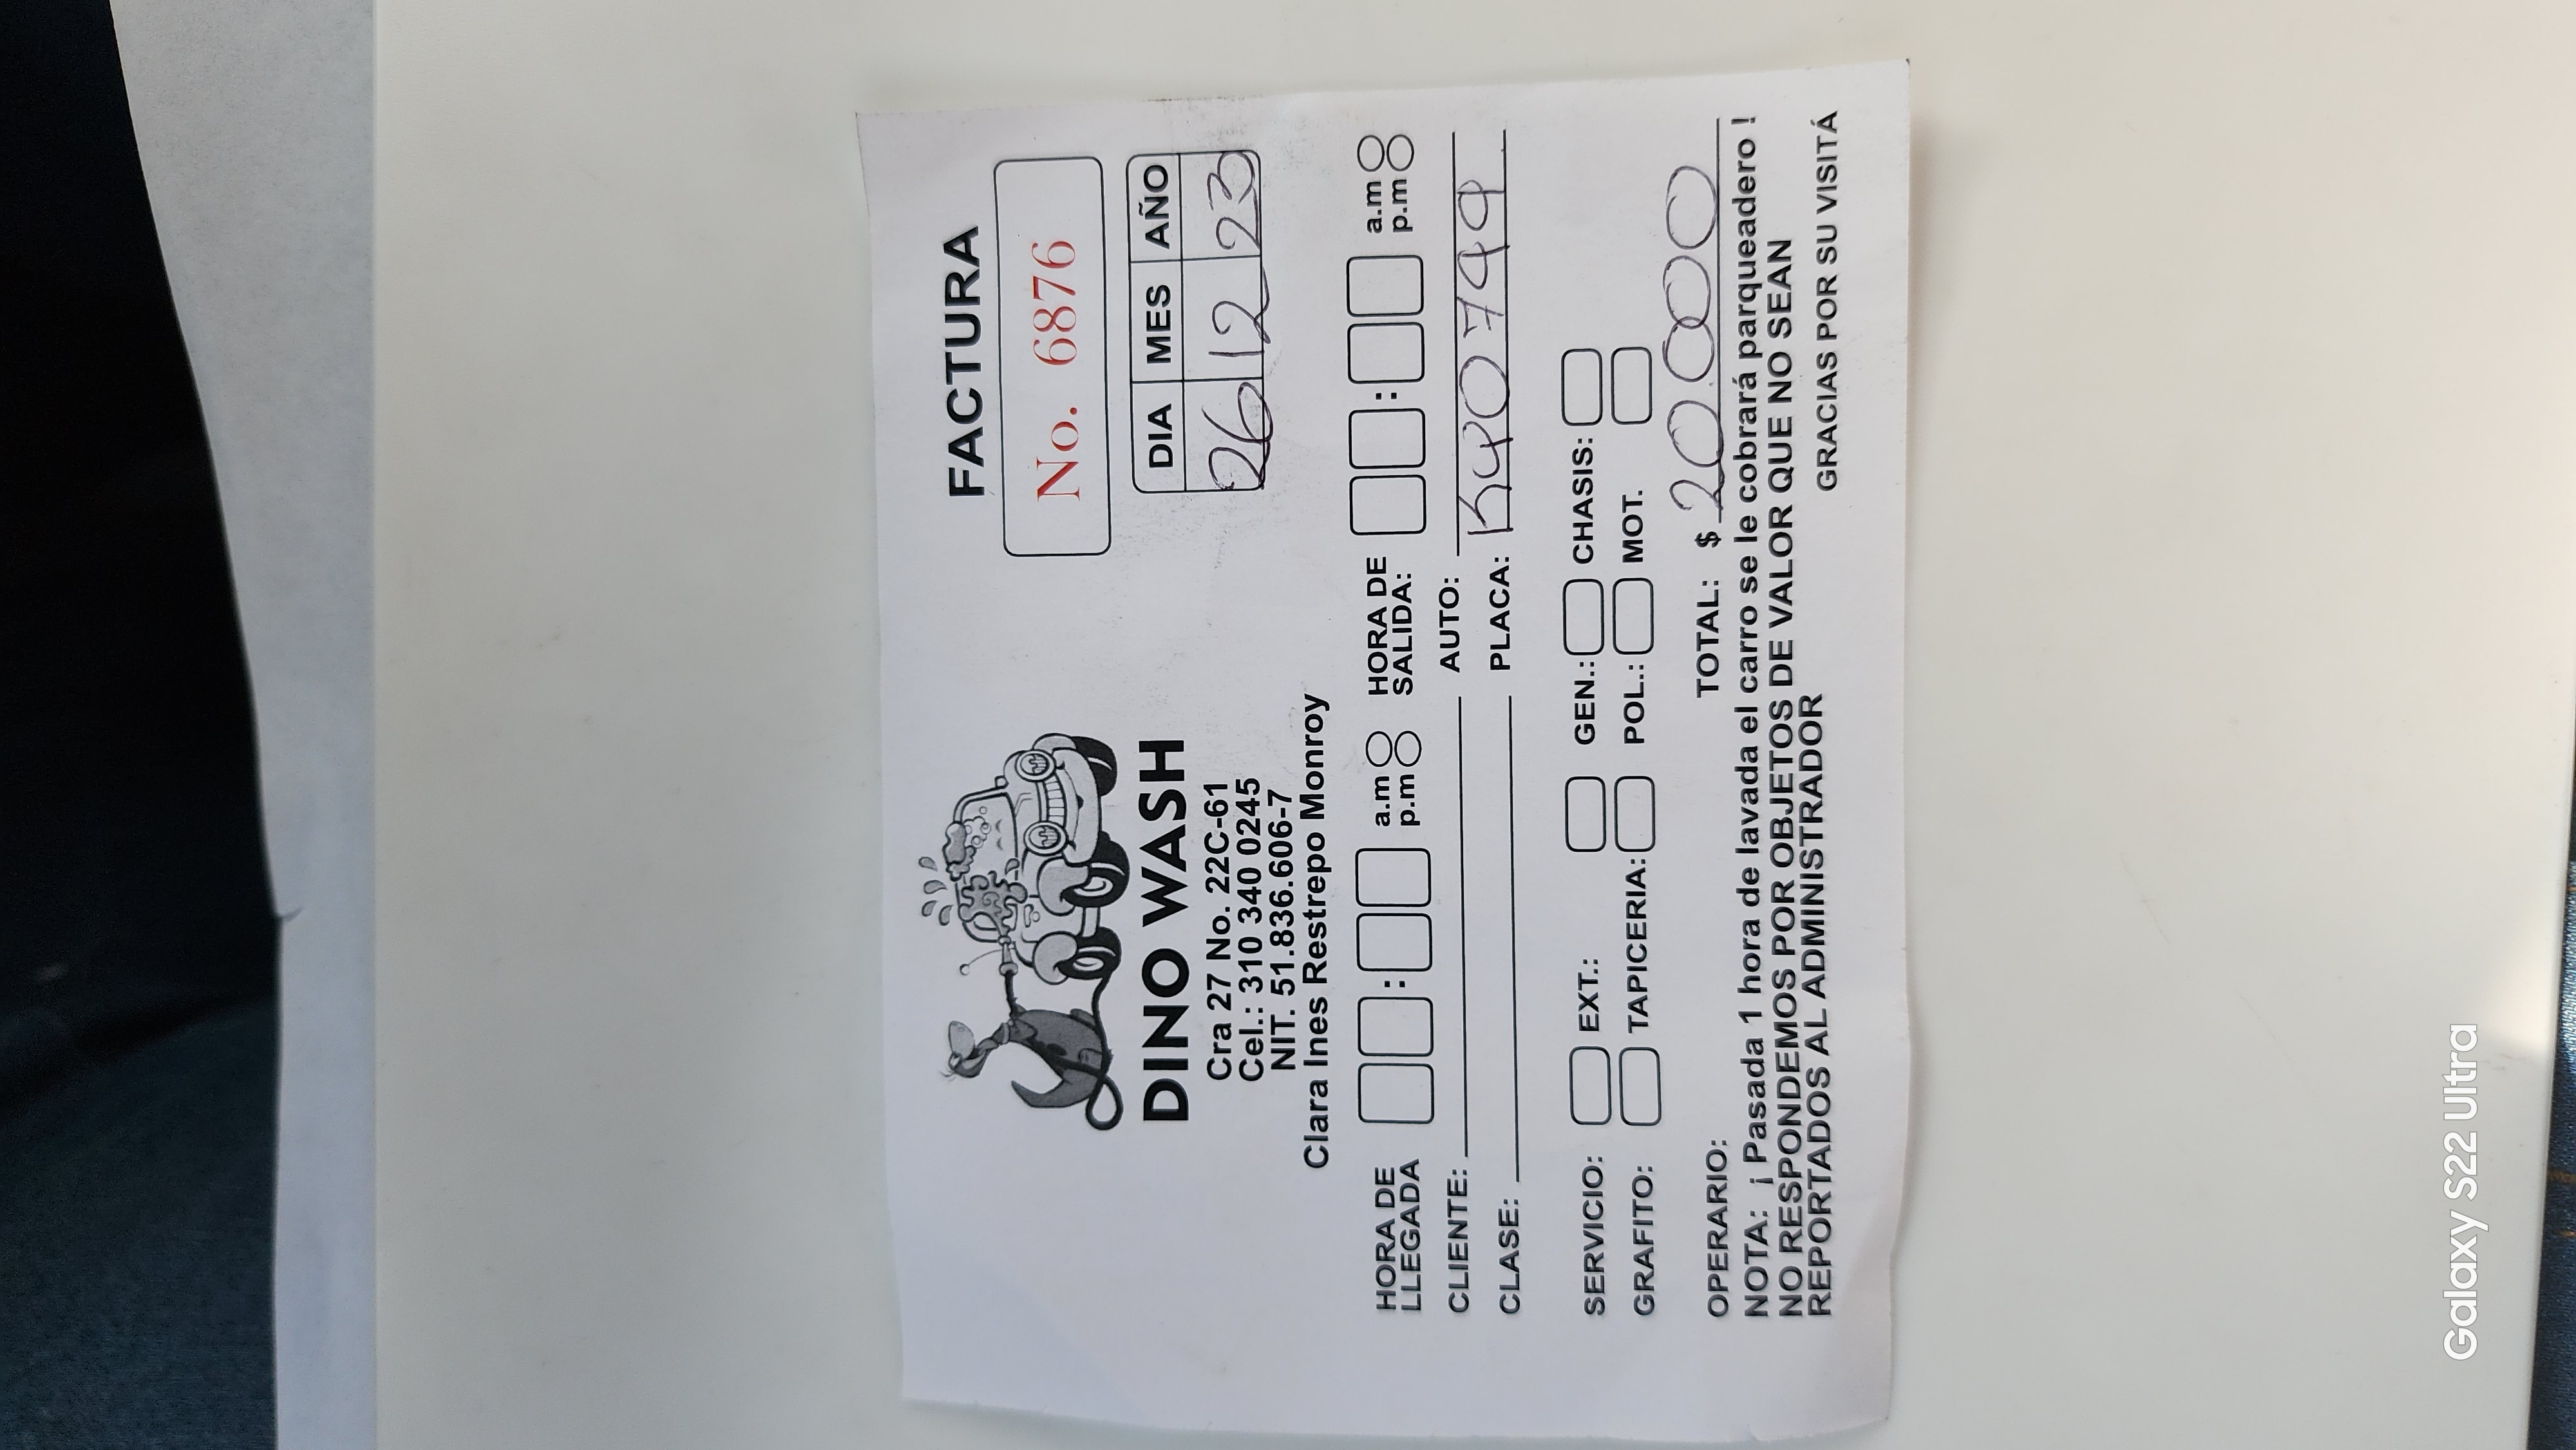 FACTURA
No. 6876
DIA MES AÑO
26 12 23
DINO WASH
Cra 27 No. 22C-61
Cel.: 310 340 0245
NIT. 51.836.606-7
Clara Ines Restrepo Monroy
HORA DE LLEGADA : a.m p.m HORA DE SALIDA: : a.m p.m
CLIENTE: AUTO:
CLASE: PLACA:
SERVICIO: EXT.: GEN.: CHASIS:
GRAFITO: TAPICERIA: POL.: MOT.
OPERARIO: TOTAL: $ 20.000
NOTA: ¡ Pasada 1 hora de lavada el carro se le cobrará parqueadero !
NO RESPONDEMOS POR OBJETOS DE VALOR QUE NO SEAN
REPORTADOS AL ADMINISTRADOR
GRACIAS POR SU VISITÁ
Galaxy S22 Ultra